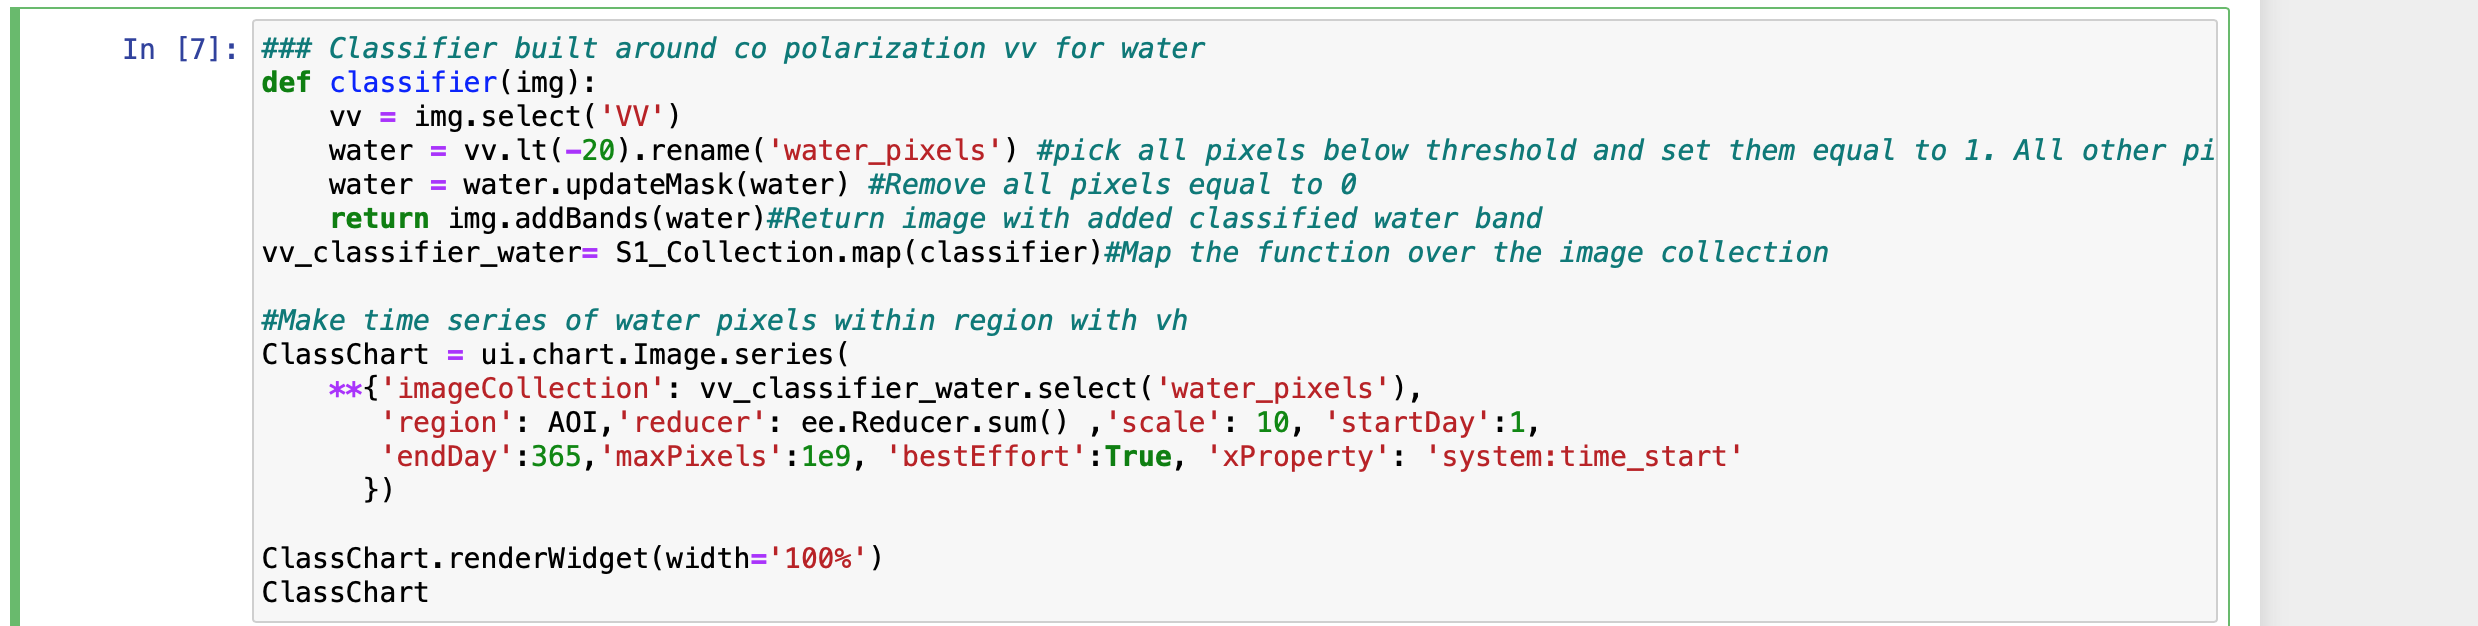 In [7]:
### Classifier built around co polarization vv for water
def classifier(img):
    vv = img.select('VV')
    water = vv.lt(-20).rename('water_pixels') #pick all pixels below threshold and set them equal to 1. All other pi
    water = water.updateMask(water) #Remove all pixels equal to 0
    return img.addBands(water)#Return image with added classified water band
vv_classifier_water= S1_Collection.map(classifier)#Map the function over the image collection

#Make time series of water pixels within region with vh
ClassChart = ui.chart.Image.series(
    **{'imageCollection': vv_classifier_water.select('water_pixels'),
       'region': AOI,'reducer': ee.Reducer.sum() ,'scale': 10, 'startDay':1,
       'endDay':365,'maxPixels':1e9, 'bestEffort':True, 'xProperty': 'system:time_start'
      })

ClassChart.renderWidget(width='100%')
ClassChart